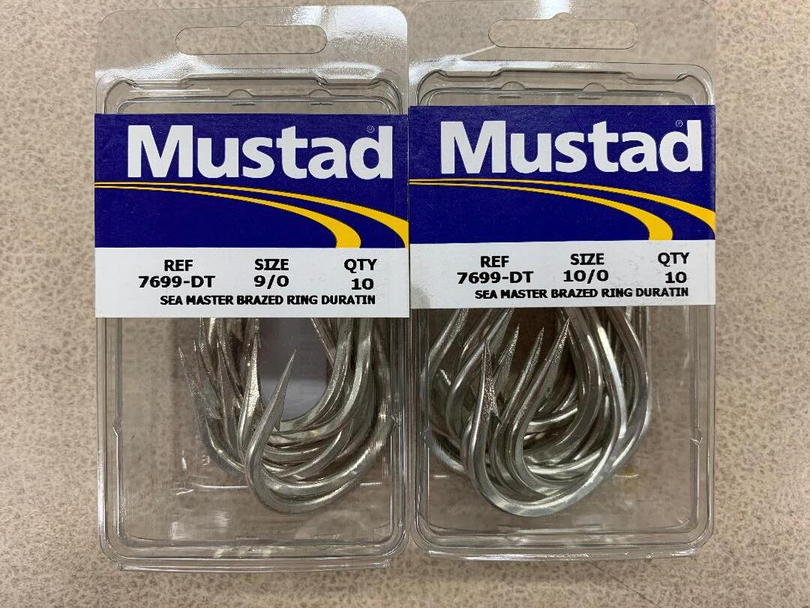 Mustad®
REF SIZE QTY
7699-DT 9/0 10
SEA MASTER BRAZED RING DURATIN
Mustad®
REF SIZE QTY
7699-DT 10/0 10
SEA MASTER BRAZED RING DURATIN